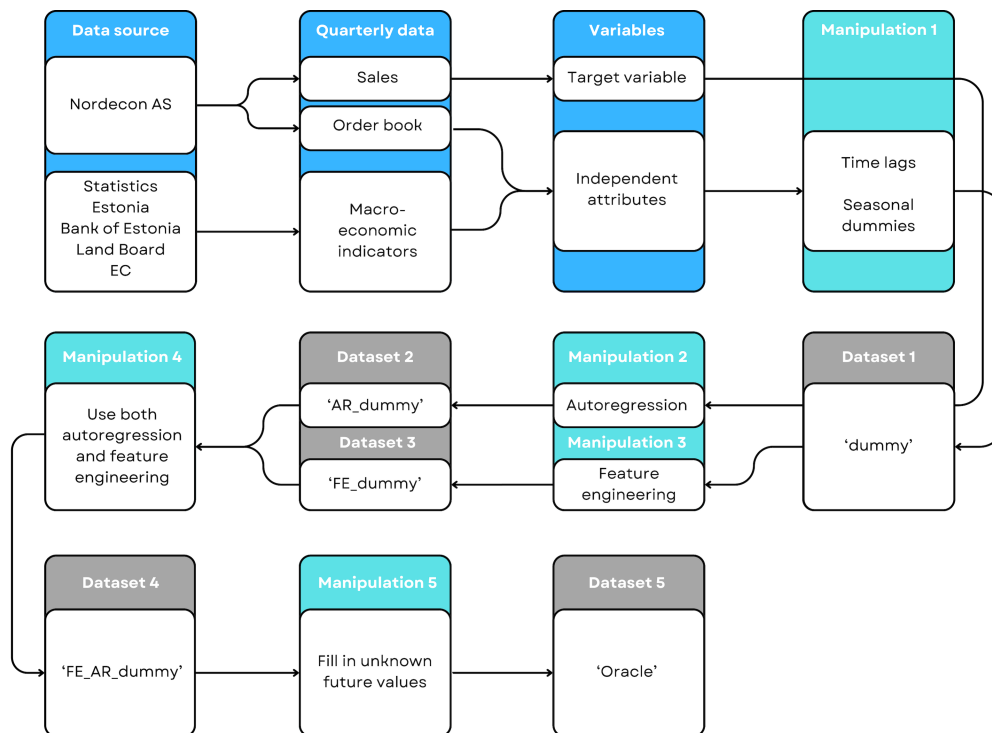 Data source
Nordecon AS
Statistics
Estonia
Bank of Estonia
Land Board
EC
Quarterly data
Sales
Order book
Macro-
economic
indicators
Variables
Target variable
Independent
attributes
Manipulation 1
Time lags
Seasonal
dummies
Manipulation 4
Use both
autoregression
and feature
engineering
Dataset 2
‘AR_dummy’
Dataset 3
‘FE_dummy’
Manipulation 2
Autoregression
Manipulation 3
Feature
engineering
Dataset 1
‘dummy’
Dataset 4
‘FE_AR_dummy’
Manipulation 5
Fill in unknown
future values
Dataset 5
‘Oracle’